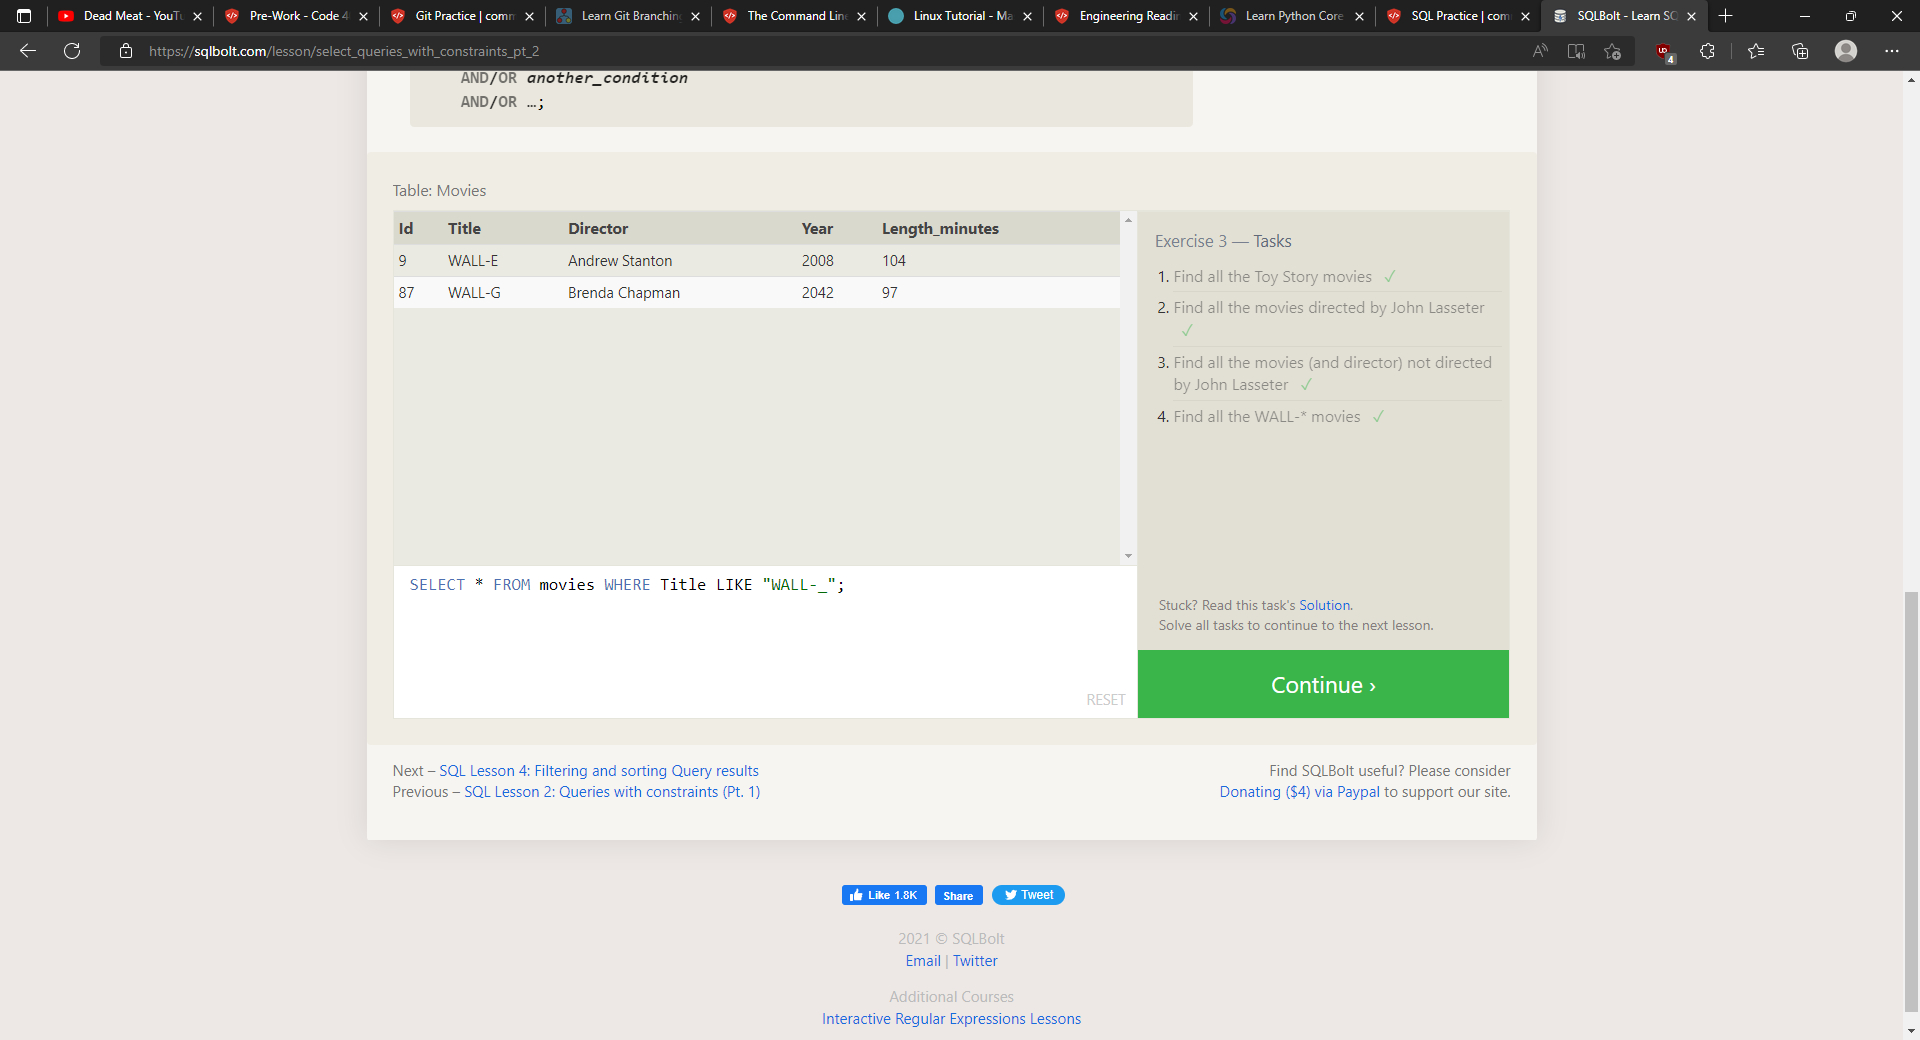 Dead Meat - YouTu
Pre-Work - Code 4
Git Practice | comm
Learn Git Branchin
The Command Line
Linux Tutorial - Ma
Engineering Readin
Learn Python Core
SQL Practice | com
SQLBolt - Learn SQ
https://sqlbolt.com/lesson/select_queries_with_constraints_pt_2
4
AND/OR another_condition
AND/OR …;
Table: Movies
Id Title Director Year Length_minutes
9 WALL-E Andrew Stanton 2008 104
87 WALL-G Brenda Chapman 2042 97
Exercise 3 — Tasks
1. Find all the Toy Story movies ✓
2. Find all the movies directed by John Lasseter
✓
3. Find all the movies (and director) not directed
by John Lasseter ✓
4. Find all the WALL-* movies ✓
SELECT * FROM movies WHERE Title LIKE "WALL-_";
RESET
Stuck? Read this task's Solution.
Solve all tasks to continue to the next lesson.
Continue ›
Next – SQL Lesson 4: Filtering and sorting Query results
Previous – SQL Lesson 2: Queries with constraints (Pt. 1)
Find SQLBolt useful? Please consider
Donating ($4) via Paypal to support our site.
Like 1.8K
Share
Tweet
2021 © SQLBolt
Email | Twitter
Additional Courses
Interactive Regular Expressions Lessons